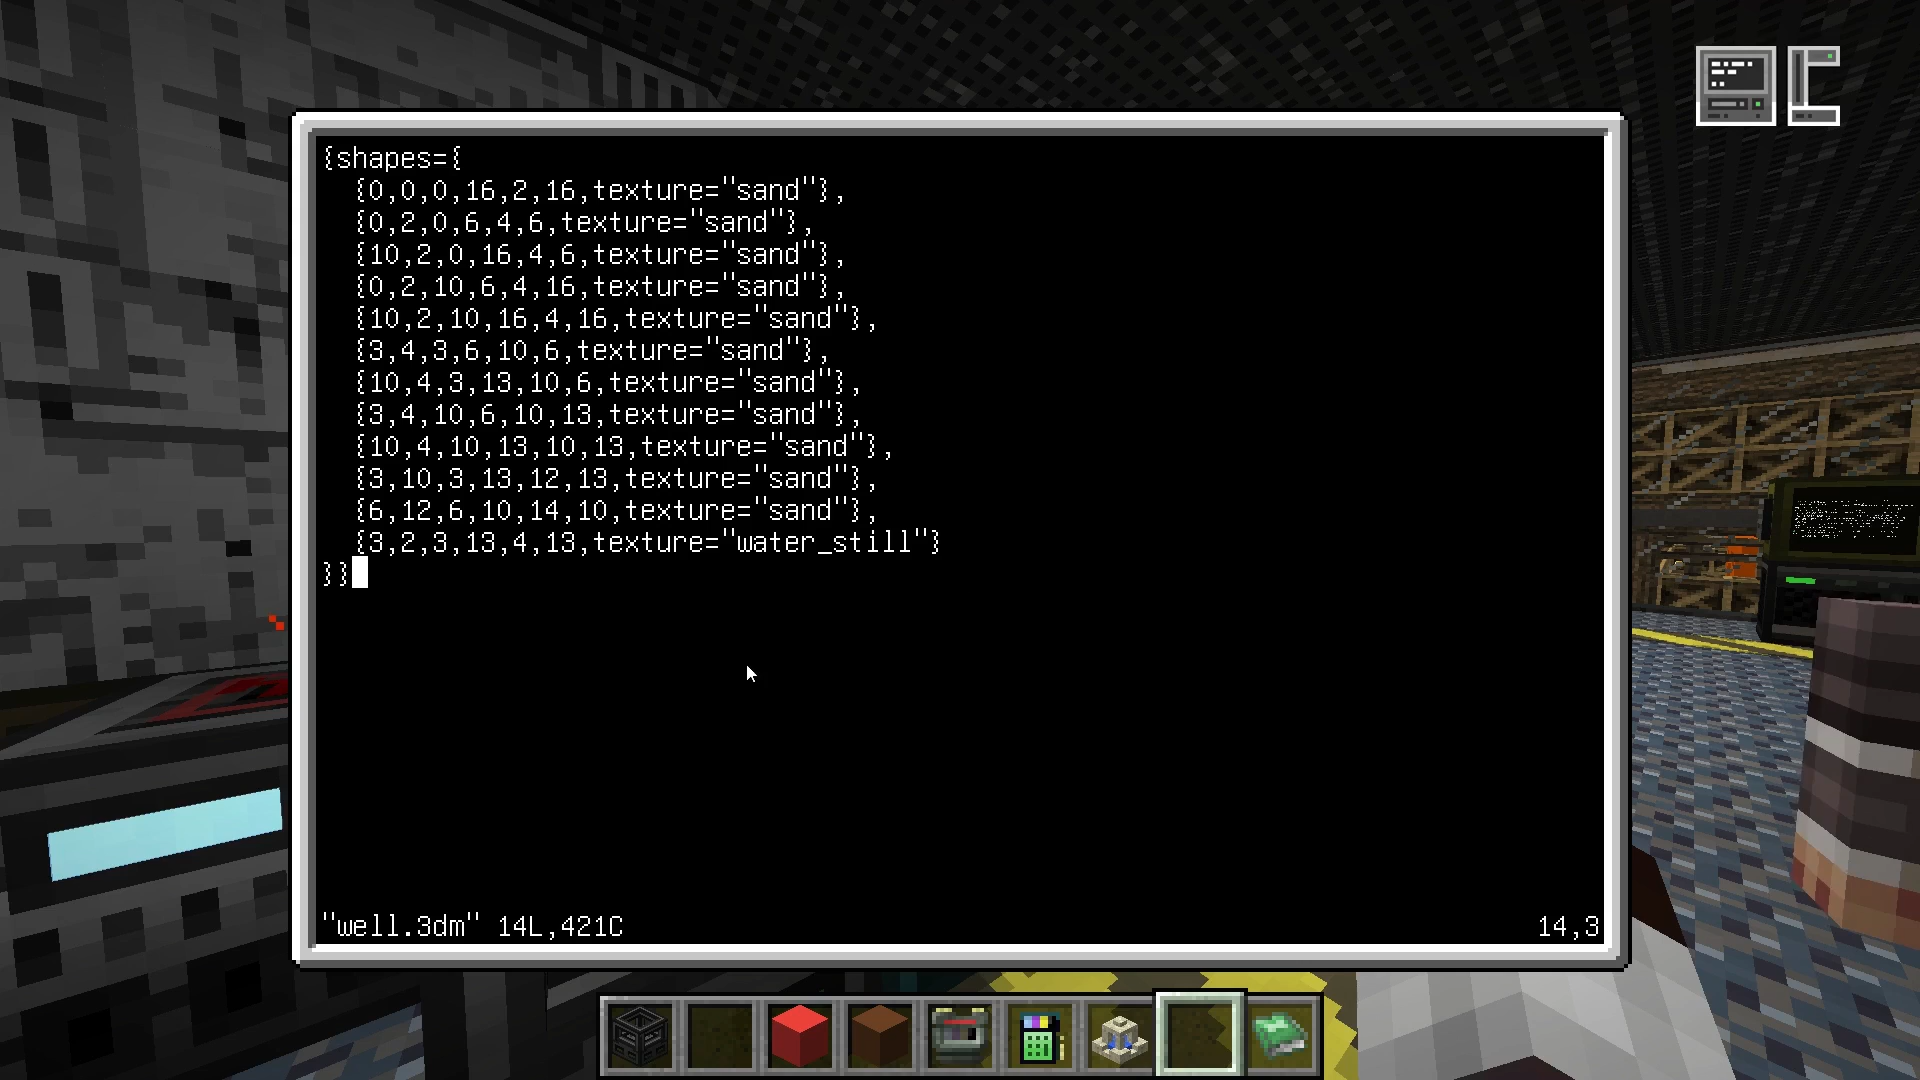 {shapes={
  {0,0,0,16,2,16,texture="sand"},
  {0,2,0,6,4,6,texture="sand"},
  {10,2,0,16,4,6,texture="sand"},
  {0,2,10,6,4,16,texture="sand"},
  {10,2,10,16,4,16,texture="sand"},
  {3,4,3,6,10,6,texture="sand"},
  {10,4,3,13,10,6,texture="sand"},
  {3,4,10,6,10,13,texture="sand"},
  {10,4,10,13,10,13,texture="sand"},
  {3,10,3,13,12,13,texture="sand"},
  {6,12,6,10,14,10,texture="sand"},
  {3,2,3,13,4,13,texture="water_still"}
}}
"well.3dm" 14L,421C 14,3